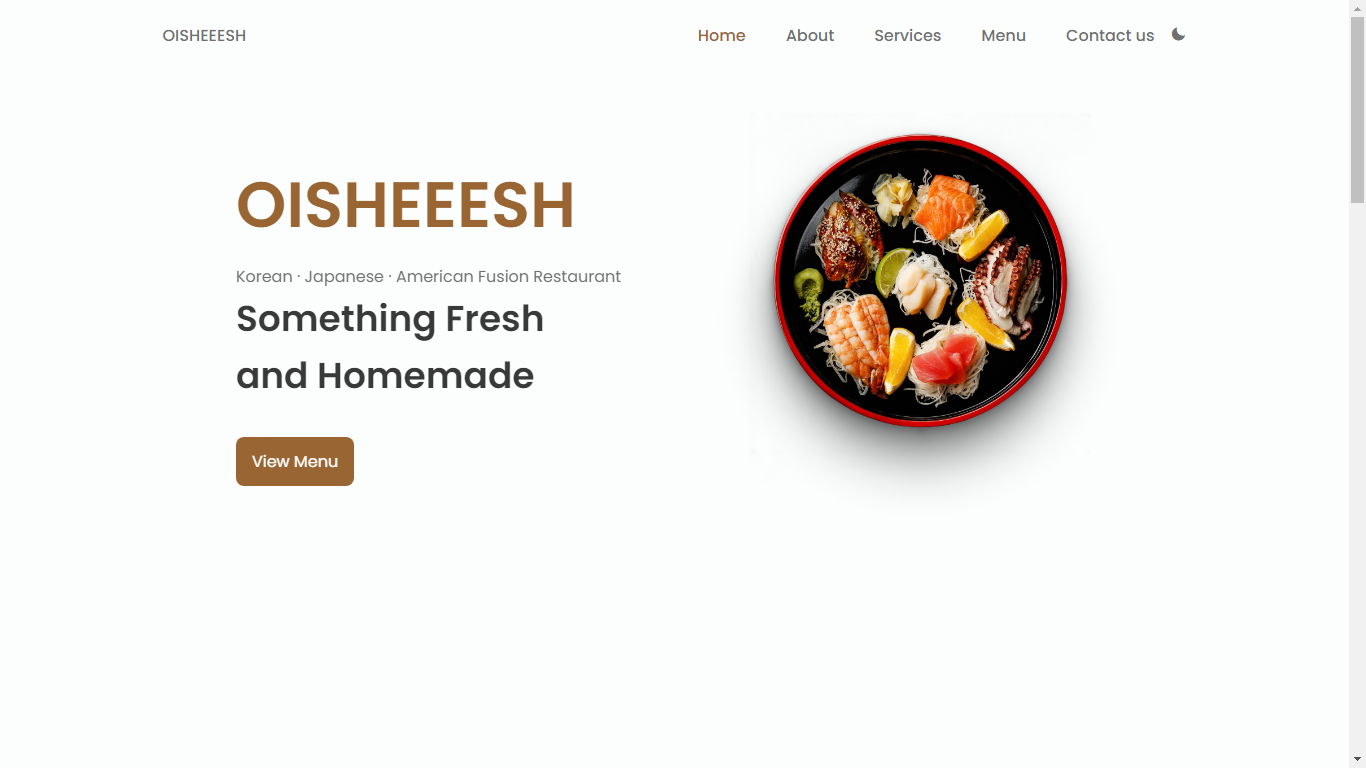 OISHEEESH
Home About Services Menu Contact us
OISHEEESH
Korean · Japanese · American Fusion Restaurant
Something Fresh
and Homemade
View Menu